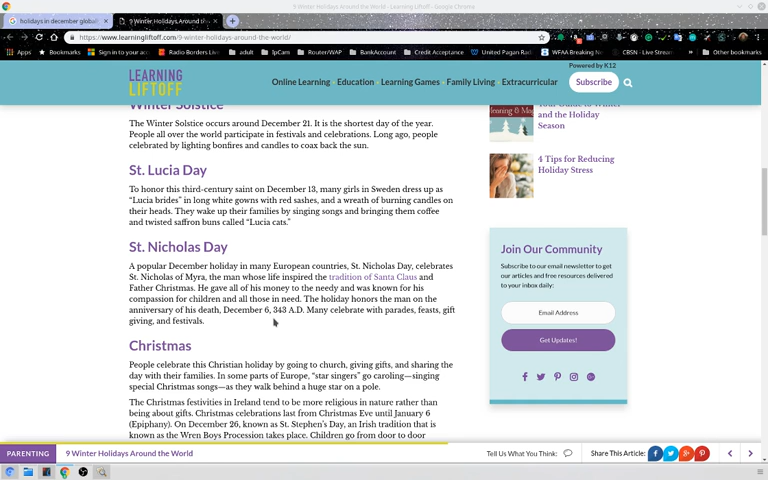 9 Winter Holidays Around the World - Learning Liftoff - Google Chrome
holidays in december global
9 Winter Holidays Around th
https://www.learningliftoff.com/9-winter-holidays-around-the-world/
Apps Bookmarks Sign in to your ac Radio Borders Live adult IpCam Router/WAP BankAccount Credit Acceptance United Pagan Rad WFAA Breaking Ne CBSN - Live Stream Other bookmarks
Powered by K12
LEARNING
LIFTOFF
Online Learning Education Learning Games Family Living Extracurricular Subscribe
Winter Solstice
The Winter Solstice occurs around December 21. It is the shortest day of the year.
People all over the world participate in festivals and celebrations. Long ago, people
celebrated by lighting bonfires and candles to coax back the sun.
St. Lucia Day
To honor this third-century saint on December 13, many girls in Sweden dress up as
“Lucia brides” in long white gowns with red sashes, and a wreath of burning candles on
their heads. They wake up their families by singing songs and bringing them coffee
and twisted saffron buns called “Lucia cats.”
St. Nicholas Day
A popular December holiday in many European countries, St. Nicholas Day, celebrates
St. Nicholas of Myra, the man whose life inspired the tradition of Santa Claus and
Father Christmas. He gave all of his money to the needy and was known for his
compassion for children and all those in need. The holiday honors the man on the
anniversary of his death, December 6, 343 A.D. Many celebrate with parades, feasts, gift
giving, and festivals.
Christmas
People celebrate this Christian holiday by going to church, giving gifts, and sharing the
day with their families. In some parts of Europe, “star singers” go caroling—singing
special Christmas songs—as they walk behind a huge star on a pole.
The Christmas festivities in Ireland tend to be more religious in nature rather than
being about gifts. Christmas celebrations last from Christmas Eve until January 6
(Epiphany). On December 26, known as St. Stephen’s Day, an Irish tradition that is
known as the Wren Boys Procession takes place. Children go from door to door
Your Guide to Winter
and the Holiday
Season
4 Tips for Reducing
Holiday Stress
Join Our Community
Subscribe to our email newsletter to get
our articles and free resources delivered
to your inbox daily:
Email Address
Get Updates!
PARENTING 9 Winter Holidays Around the World Tell Us What You Think: Share This Article: